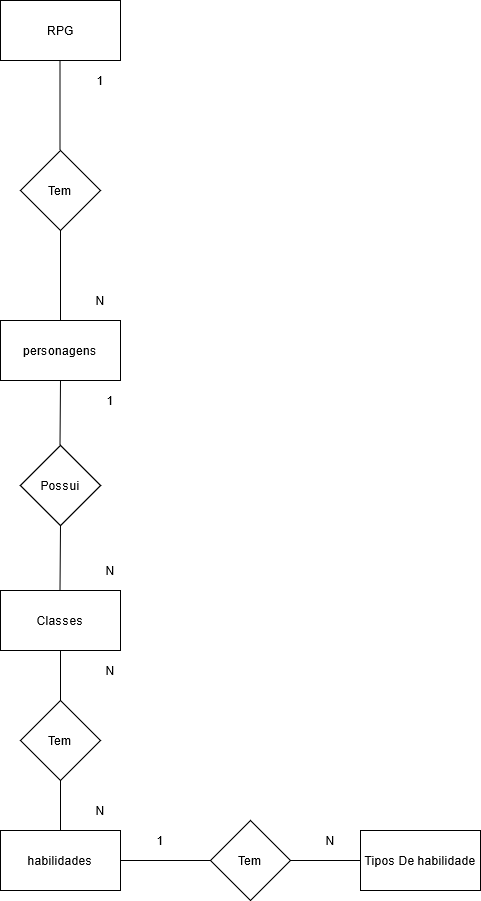 RPG
1
Tem
N
personagens
1
Possui
N
Classes
N
Tem
N
habilidades
1
Tem
N
Tipos De habilidade